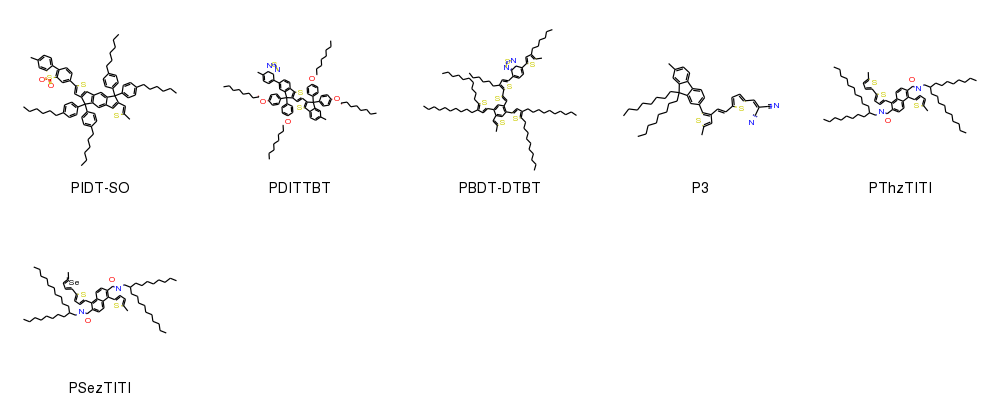 PIDT-SO
PDITTBT
PBDT-DTBT
P3
PThzTITI
PSezTITI